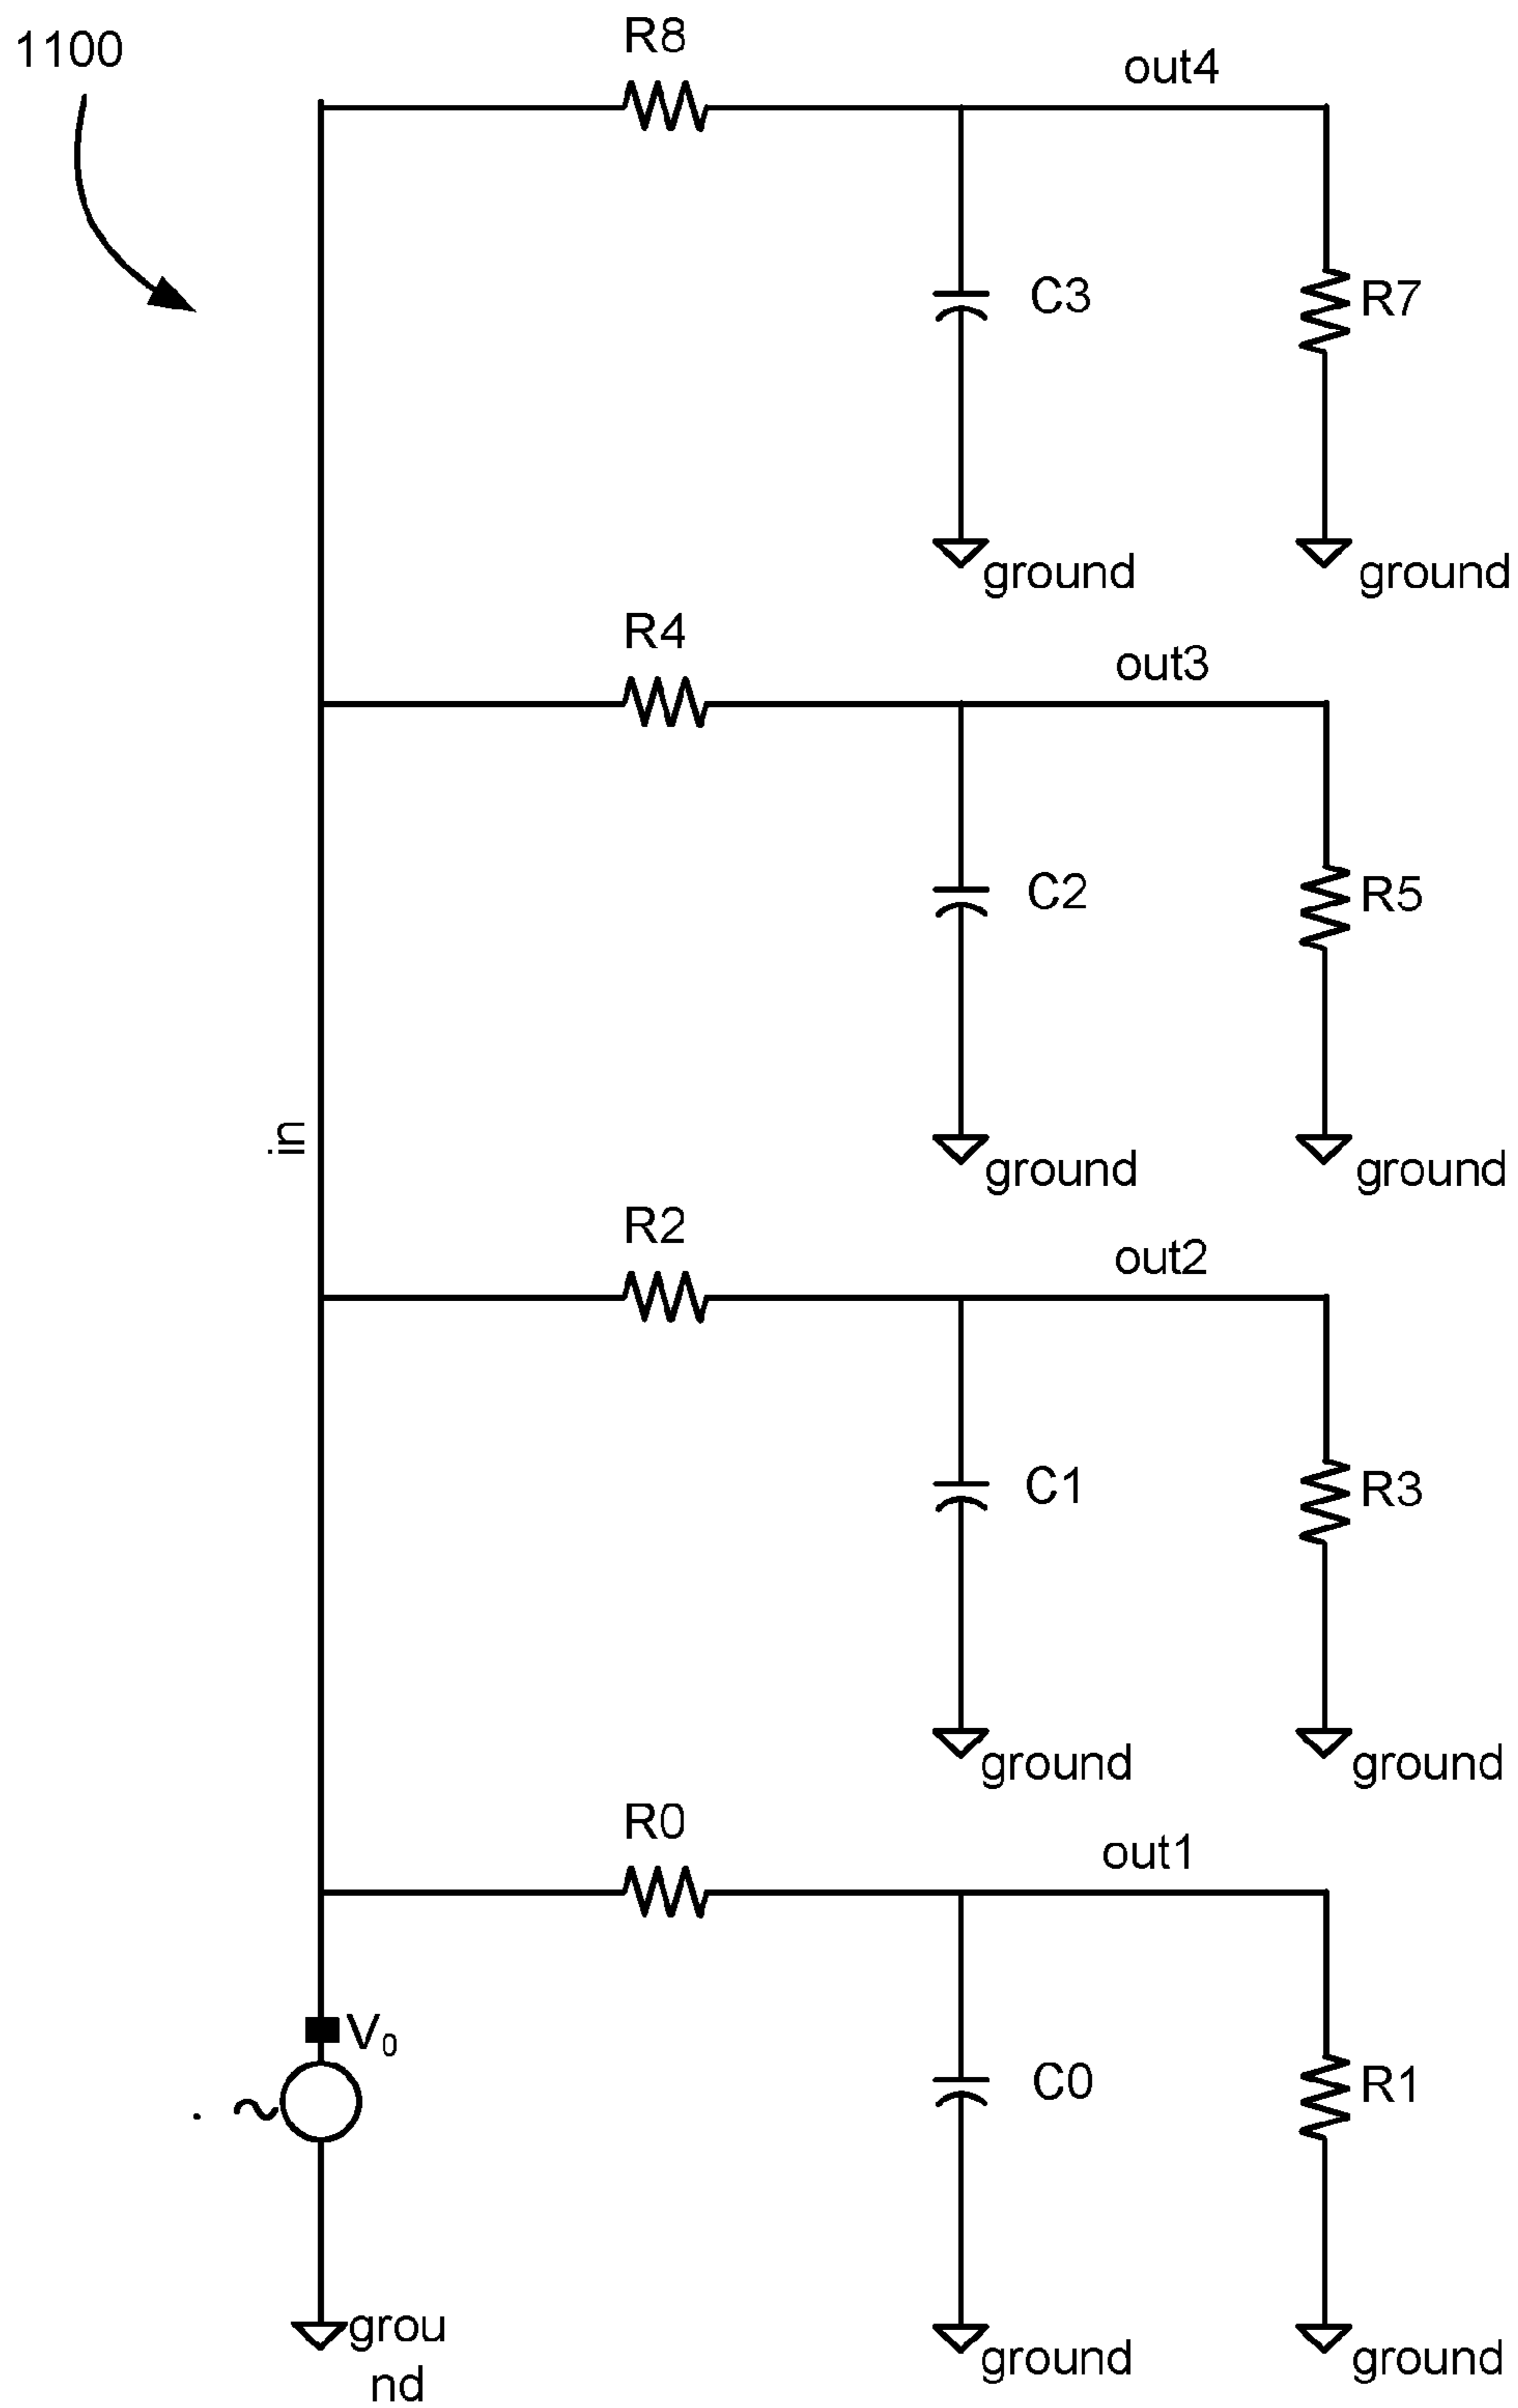 R8
1100
out4
C3
R7
ground
ground
R4
out3
C2
R5
in
ground
ground
R2
out2
C1
R3
ground
ground
R0
out1
V0
C0
R1
grou
nd
ground
ground